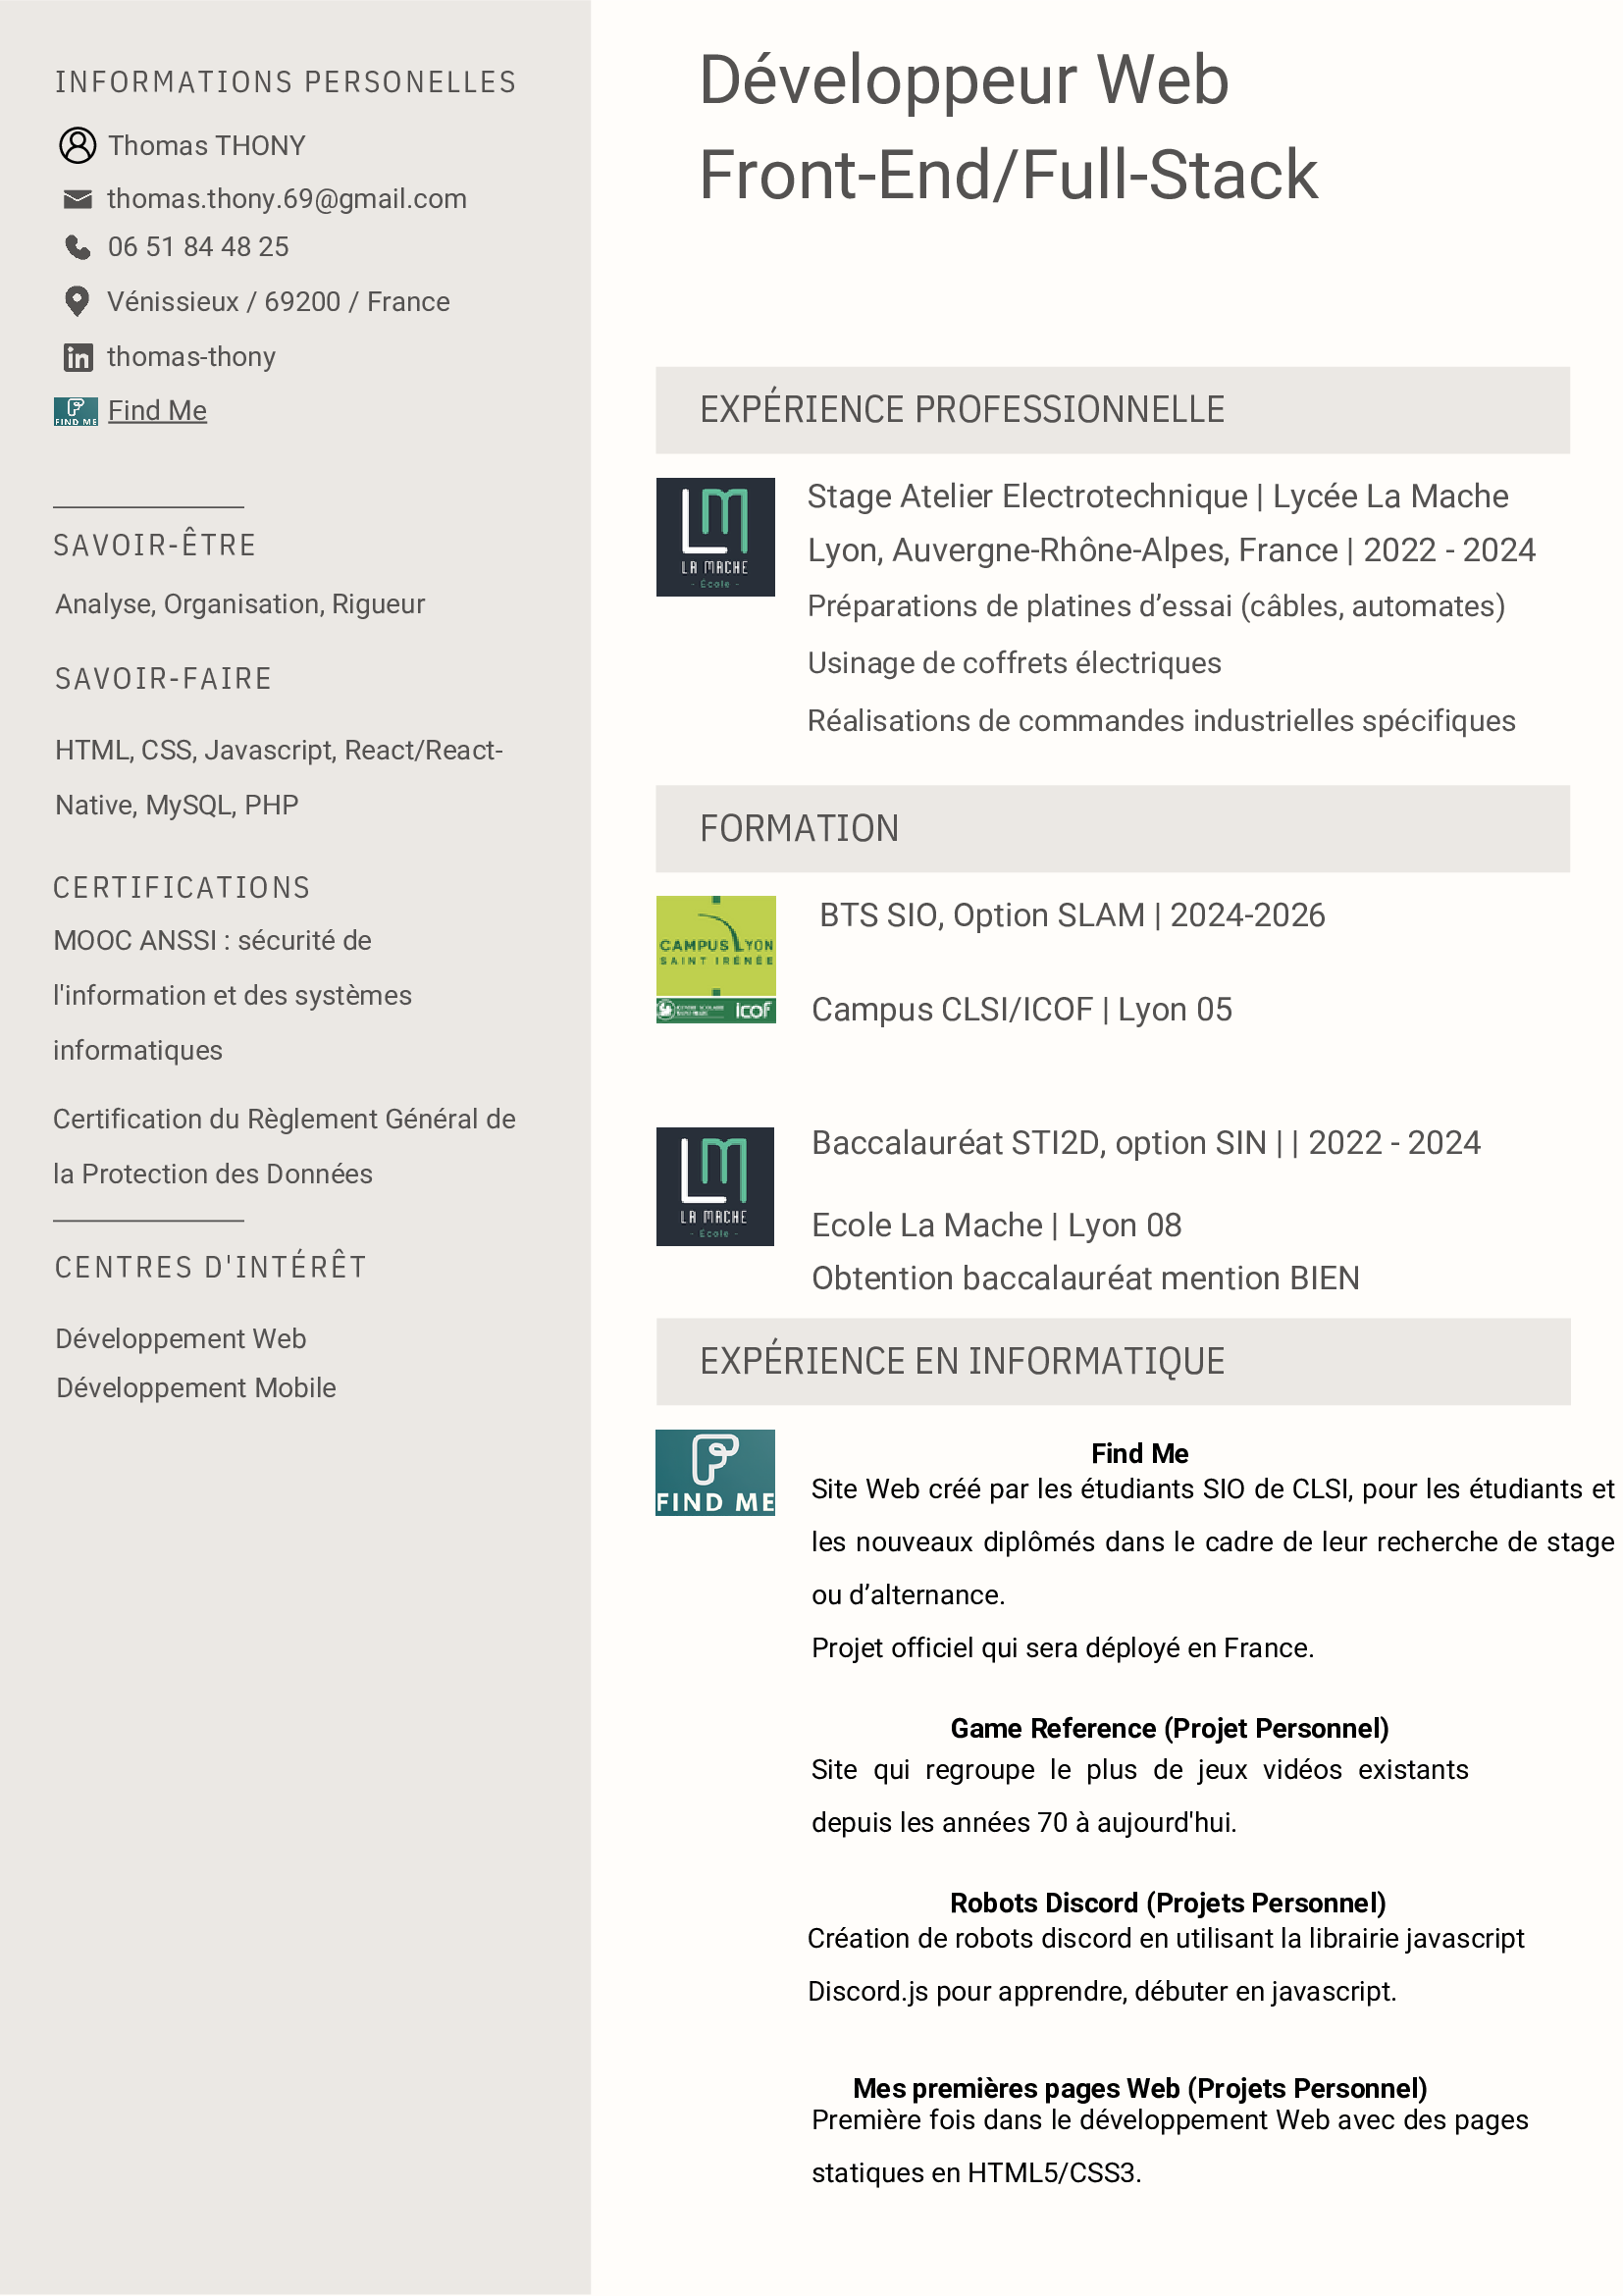 INFORMATIONS PERSONELLES
Thomas THONY
thomas.thony.69@gmail.com
06 51 84 48 25
Vénissieux / 69200 / France
in thomas-thony
FIND ME Find Me
SAVOIR-ÊTRE
Analyse, Organisation, Rigueur
SAVOIR-FAIRE
HTML, CSS, Javascript, React/React-
Native, MySQL, PHP
CERTIFICATIONS
MOOC ANSSI : sécurité de
l'information et des systèmes
informatiques
Certification du Règlement Général de
la Protection des Données
CENTRES D'INTÉRÊT
Développement Web
Développement Mobile
Développeur Web
Front-End/Full-Stack
EXPÉRIENCE PROFESSIONNELLE
LA MACHE
- École -
Stage Atelier Electrotechnique | Lycée La Mache
Lyon, Auvergne-Rhône-Alpes, France | 2022 - 2024
Préparations de platines d’essai (câbles, automates)
Usinage de coffrets électriques
Réalisations de commandes industrielles spécifiques
FORMATION
CAMPUS LYON
SAINT IRÉNÉE
icof
BTS SIO, Option SLAM | 2024-2026
Campus CLSI/ICOF | Lyon 05
LA MACHE
- École -
Baccalauréat STI2D, option SIN | | 2022 - 2024
Ecole La Mache | Lyon 08
Obtention baccalauréat mention BIEN
EXPÉRIENCE EN INFORMATIQUE
FIND ME
Find Me
Site Web créé par les étudiants SIO de CLSI, pour les étudiants et
les nouveaux diplômés dans le cadre de leur recherche de stage
ou d’alternance.
Projet officiel qui sera déployé en France.
Game Reference (Projet Personnel)
Site qui regroupe le plus de jeux vidéos existants
depuis les années 70 à aujourd'hui.
Robots Discord (Projets Personnel)
Création de robots discord en utilisant la librairie javascript
Discord.js pour apprendre, débuter en javascript.
Mes premières pages Web (Projets Personnel)
Première fois dans le développement Web avec des pages
statiques en HTML5/CSS3.